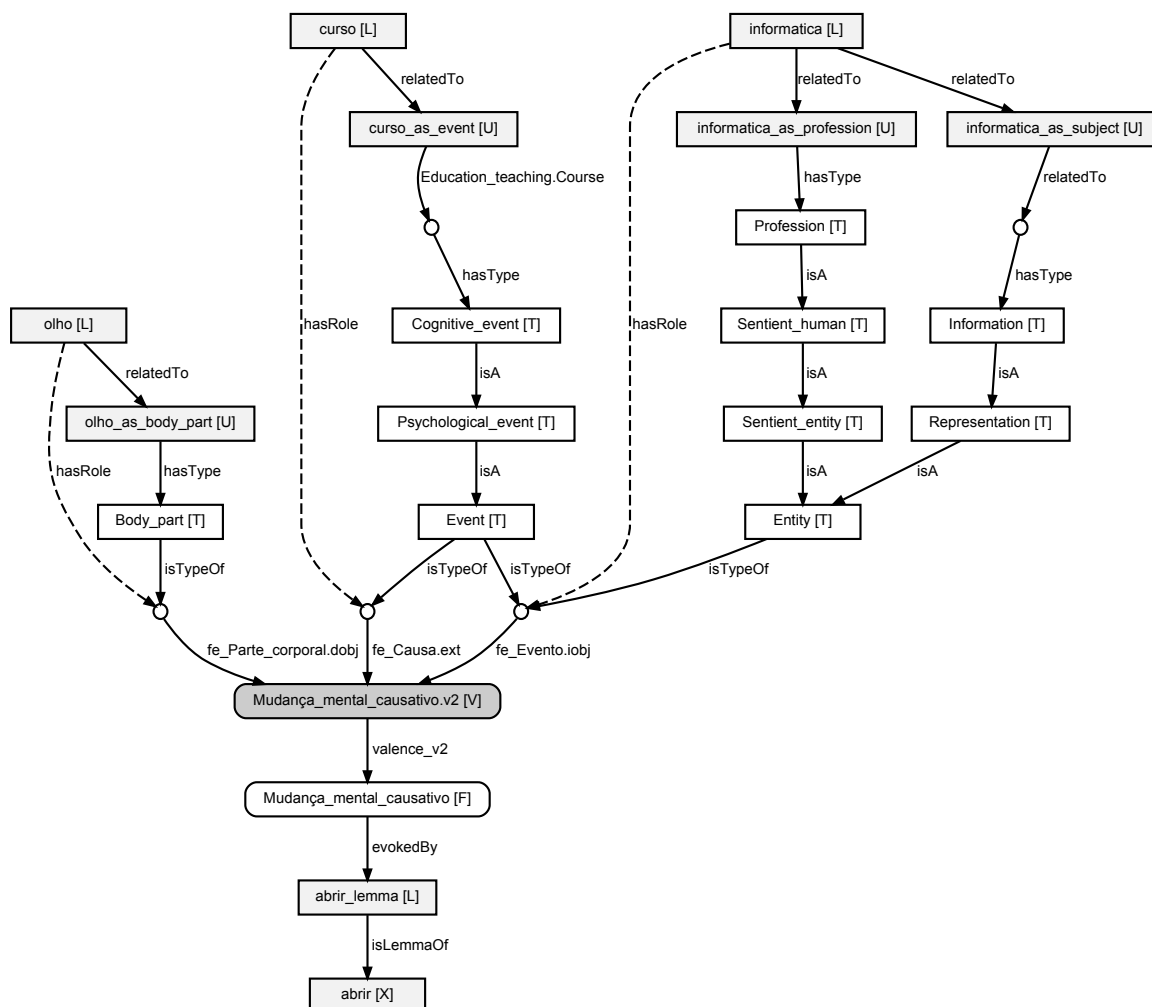 curso [L]
informatica [L]
relatedTo
relatedTo
relatedTo
curso_as_event [U]
informatica_as_profession [U]
informatica_as_subject [U]
Education_teaching.Course
hasType
relatedTo
Profession [T]
hasType
isA
hasType
olho [L]
hasRole
Cognitive_event [T]
hasRole
Sentient_human [T]
Information [T]
relatedTo
isA
isA
isA
olho_as_body_part [U]
Psychological_event [T]
Sentient_entity [T]
Representation [T]
hasRole
hasType
isA
isA
isA
Body_part [T]
Event [T]
Entity [T]
isTypeOf
isTypeOf
isTypeOf
isTypeOf
fe_Parte_corporal.dobj
fe_Causa.ext
fe_Evento.iobj
Mudança_mental_causativo.v2 [V]
valence_v2
Mudança_mental_causativo [F]
evokedBy
abrir_lemma [L]
isLemmaOf
abrir [X]